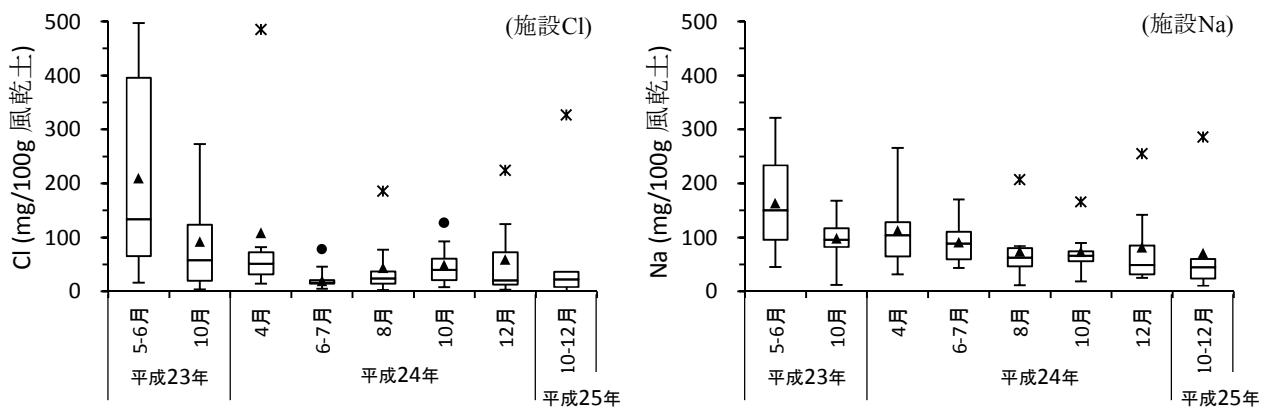 (施設Cl)
Cl (mg/100g 風乾土)
500
400
300
200
100
0
5-6月
10月
4月
6-7月
8月
10月
12月
10-12月
平成23年
平成24年
平成25年
(施設Na)
Na (mg/100g 風乾土)
500
400
300
200
100
0
5-6月
10月
4月
6-7月
8月
10月
12月
10-12月
平成23年
平成24年
平成25年